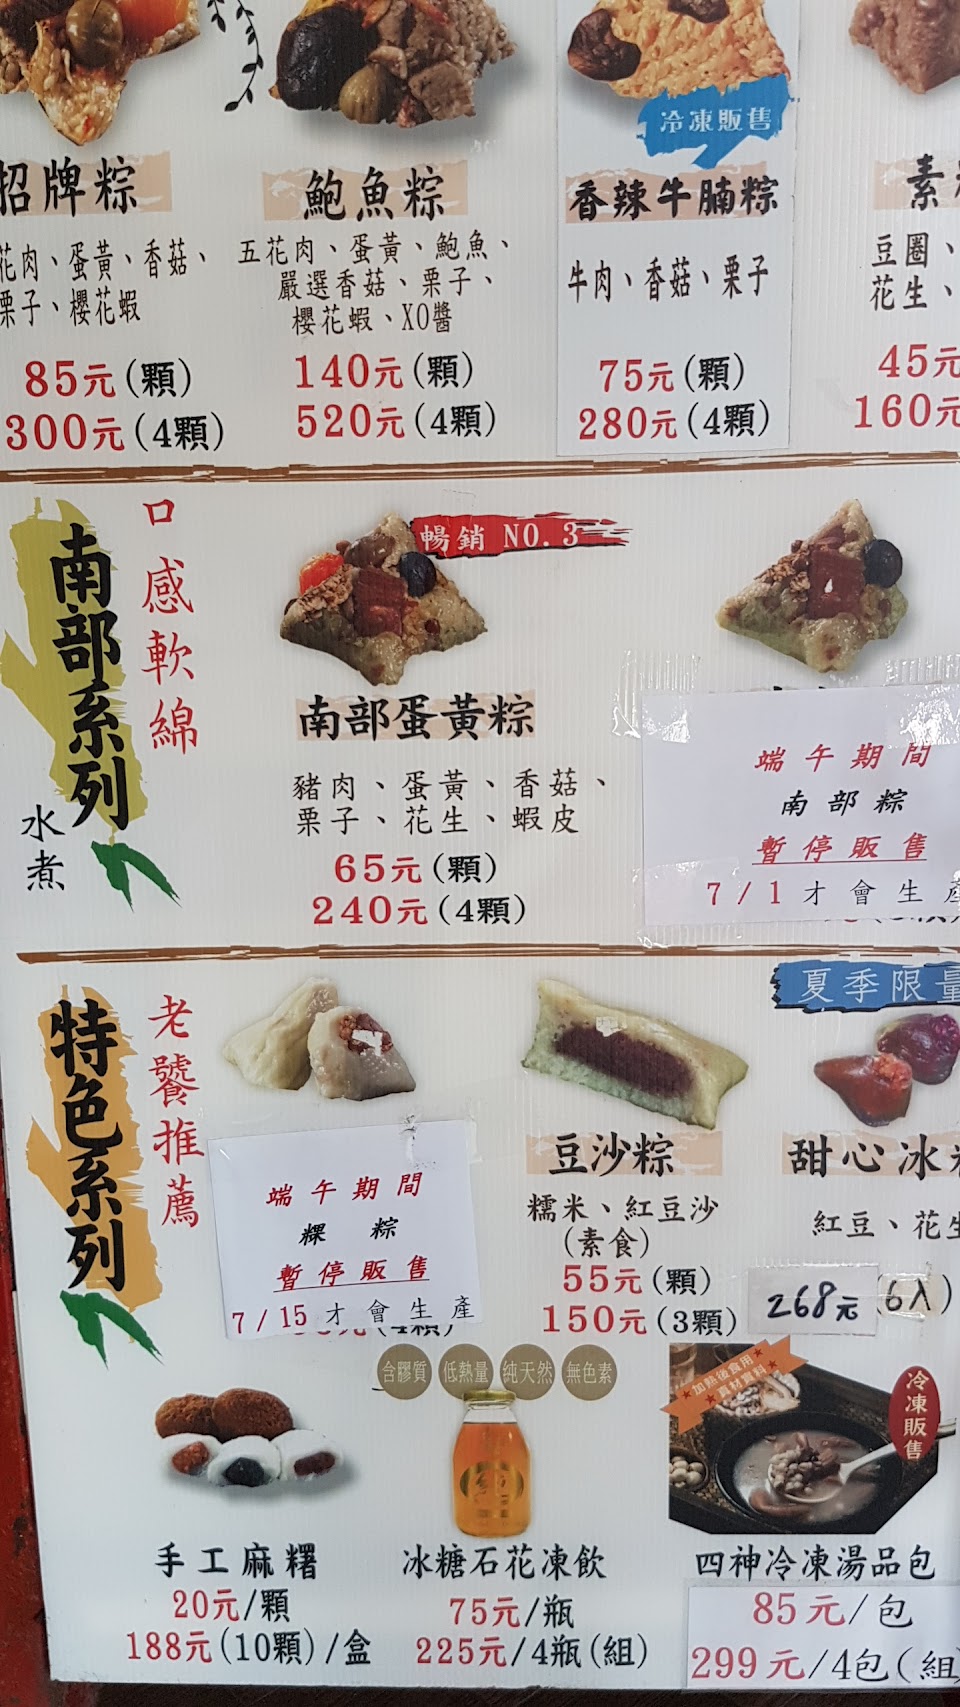 冷凍販售
招牌粽
花肉、蛋黃、香菇、
栗子、櫻花蝦
85元(顆)
300元(4顆)
鮑魚粽
五花肉、蛋黃、鮑魚、
嚴選香菇、栗子、
櫻花蝦、XO醬
140元(顆)
520元(4顆)
香辣牛腩粽
牛肉、香菇、栗子
75元(顆)
280元(4顆)
素
豆圈、
花生、
45元
160元
南部系列
口感軟綿
水煮
暢銷 NO.3
南部蛋黃粽
豬肉、蛋黃、香菇、
栗子、花生、蝦皮
65元(顆)
240元(4顆)
端午期間
南部粽
暫停販售
7/1才會生產
特色系列
老饕推薦
端午期間
粿粽
暫停販售
7/15才會生產
豆沙粽
糯米、紅豆沙
(素食)
55元(顆)
150元(3顆)
夏季限量
甜心冰
紅豆、花生
268元(6入)
手工麻糬
20元/顆
188元(10顆)/盒
含膠質 低熱量 純天然 無色素
冰糖石花凍飲
75元/瓶
225元/4瓶(組)
加熱後食用
真材實料
冷凍販售
四神冷凍湯品包
85元/包
299元/4包(組